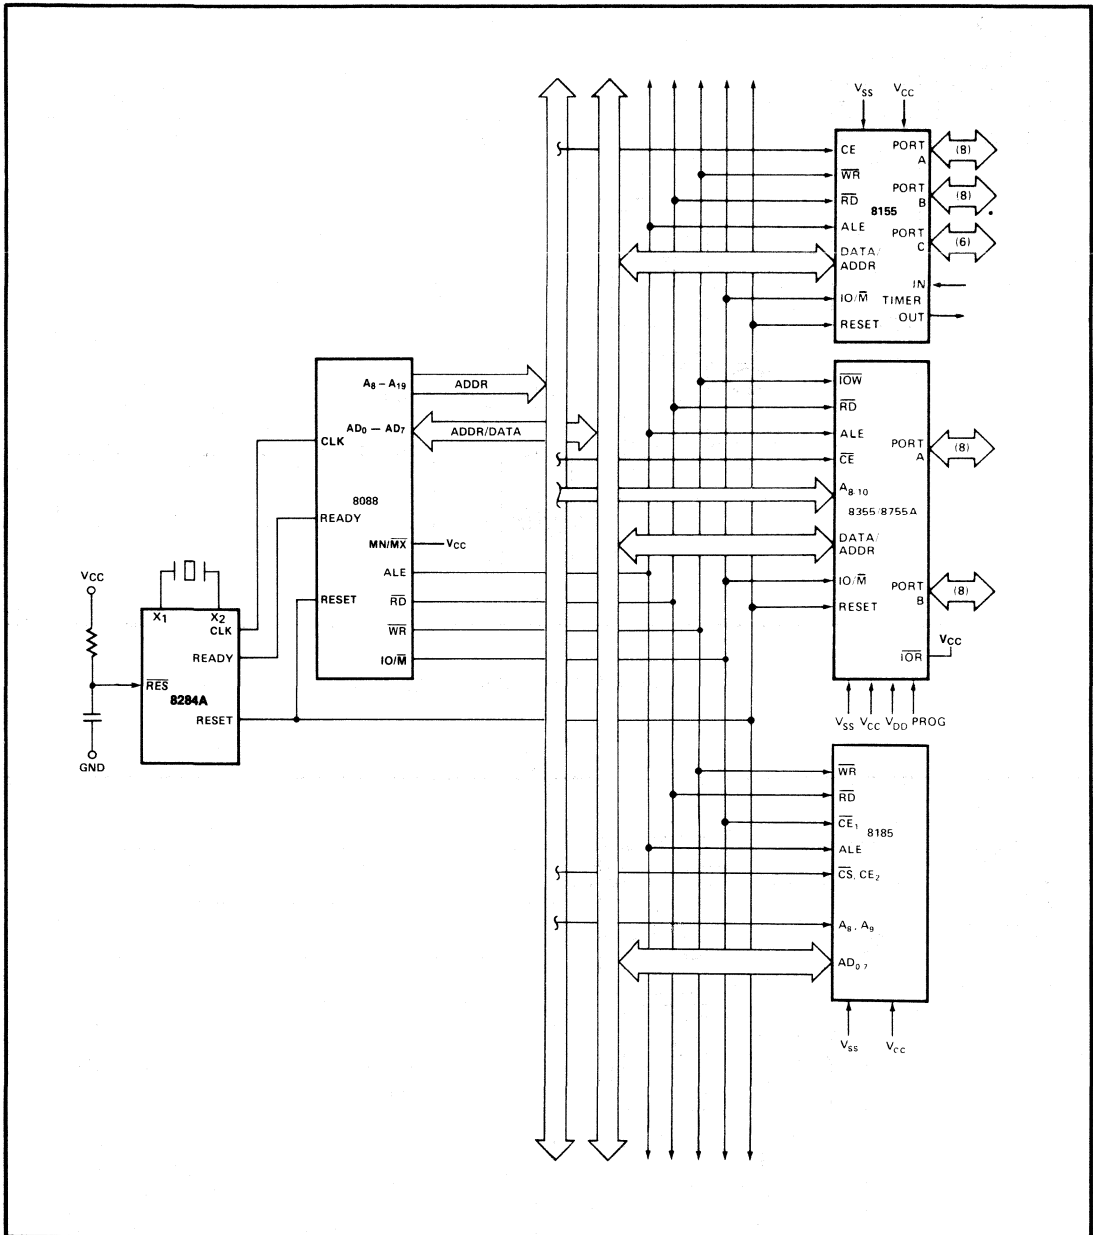 VSS VCC
CE PORT A (8)
WR
PORT B (8)
RD
8155
ALE PORT C (6)
DATA/ADDR
IN
IO/M TIMER
OUT
RESET
A8 – A19 ADDR
AD0 – AD7 ADDR/DATA
CLK
8088
READY
MN/MX VCC
ALE
RESET RD
WR
IO/M
IOW
RD
ALE
PORT A (8)
CE
A8-10
8355/8755A
DATA/ADDR
IO/M
PORT B (8)
RESET
VCC
IOR
VSS VCC VDD PROG
VCC
X1 X2
CLK
READY
RES
8284A
RESET
GND
WR
RD
CE1
8185
ALE
CS, CE2
A8, A9
AD0-7
VSS VCC